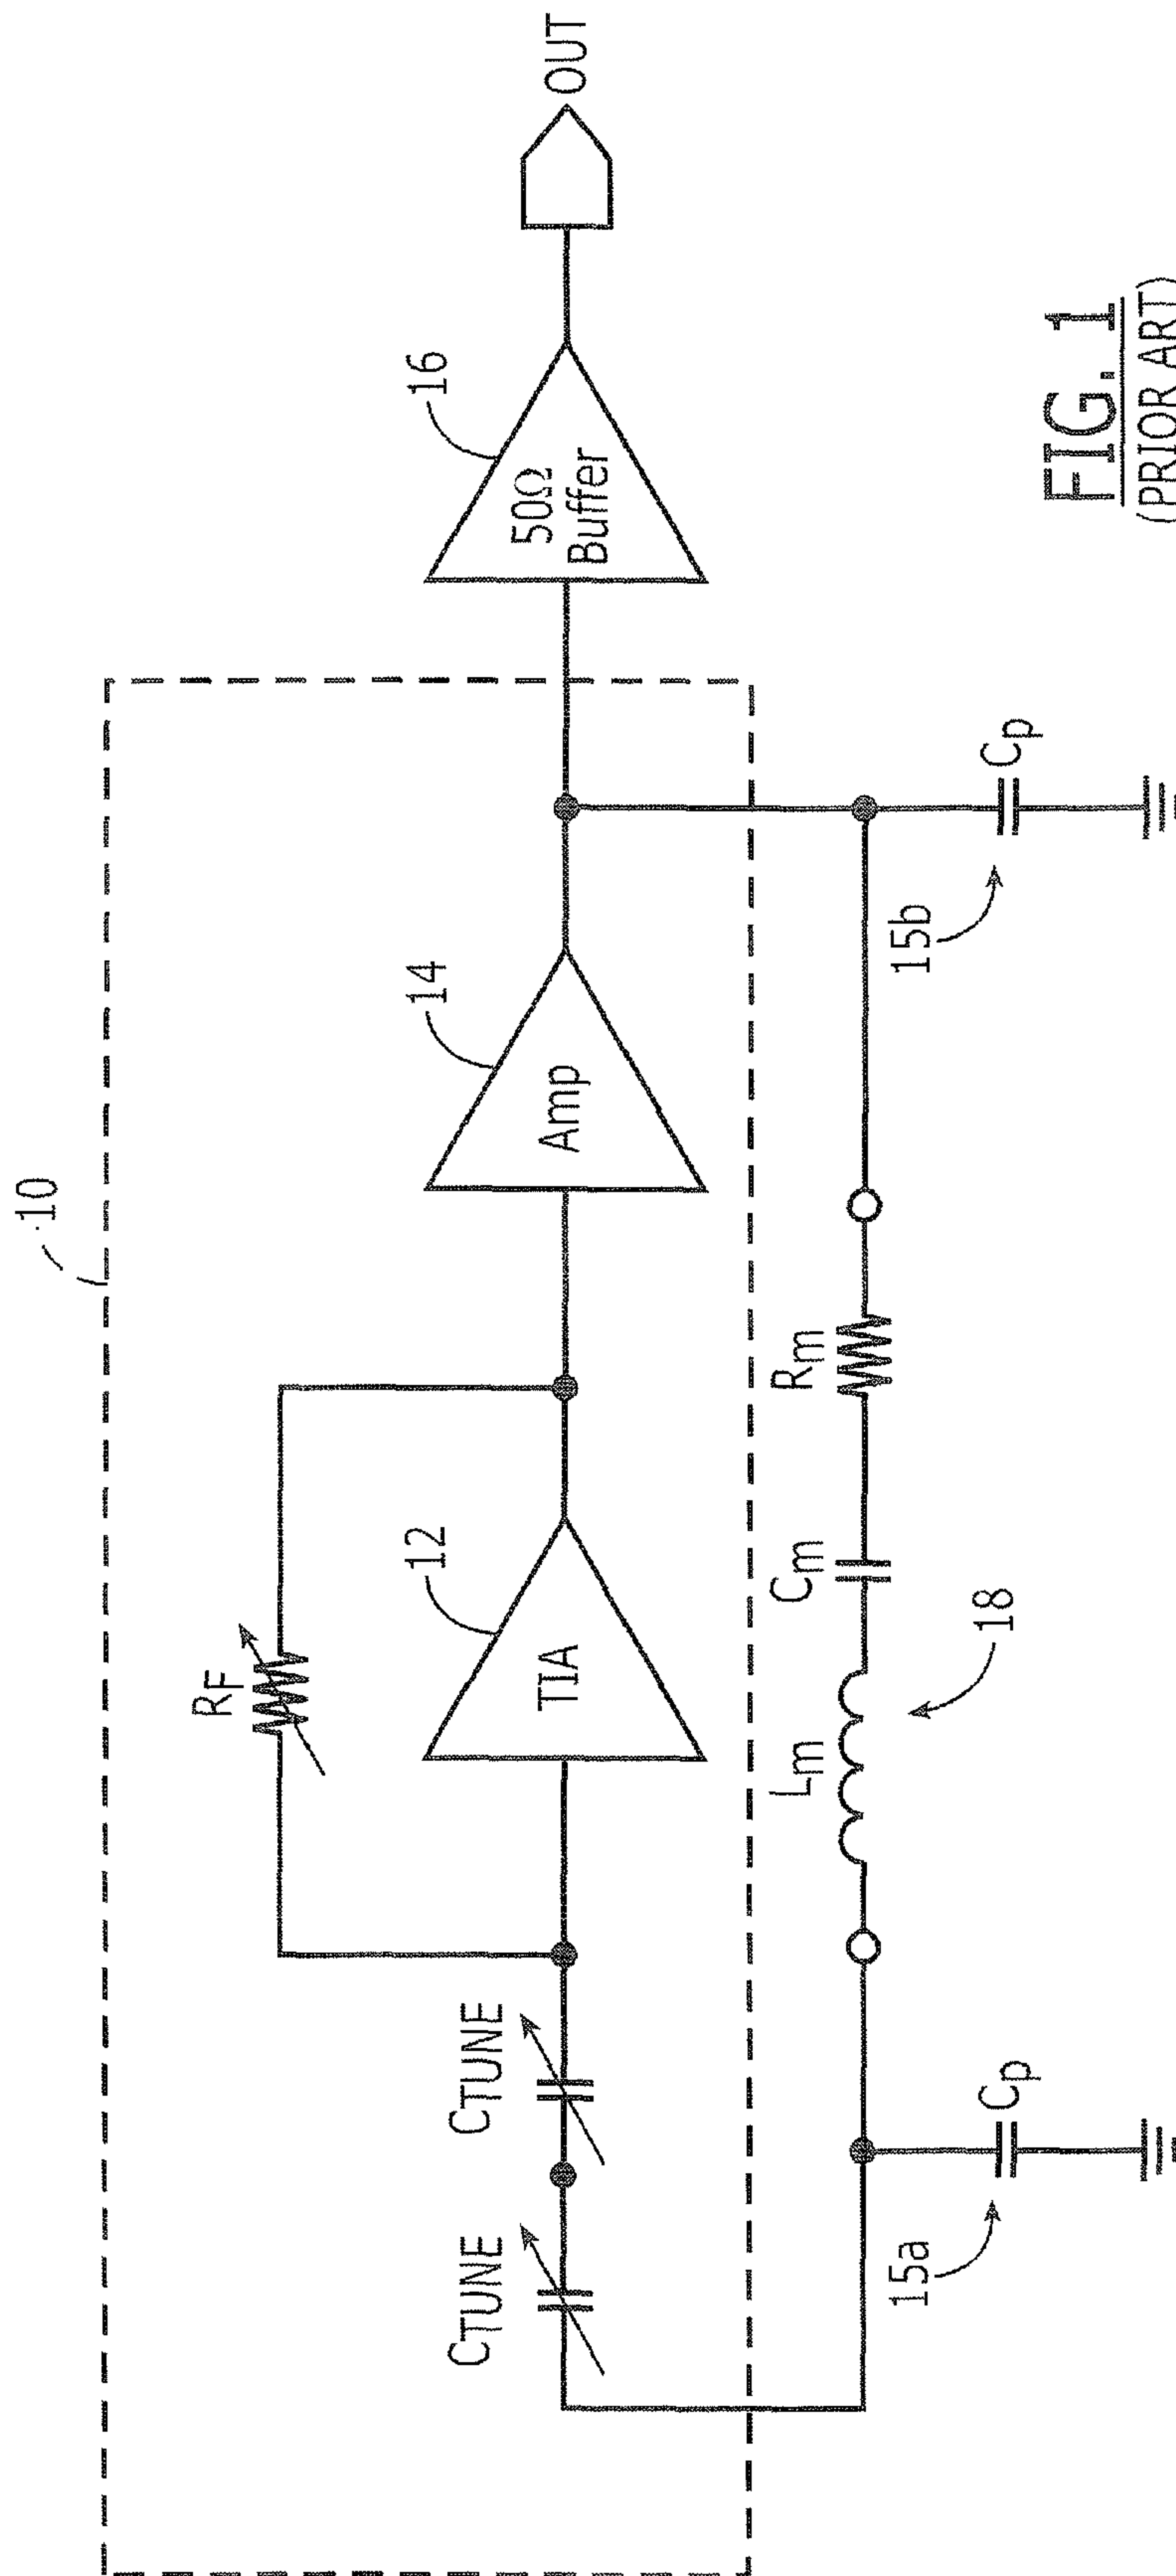 10
RF
CTUNE
CTUNE
12
TIA
14
Amp
16
50Ω
Buffer
OUT
Lm
Cm
Rm
18
15a
Cp
15b
Cp
FIG. 1
(PRIOR ART)